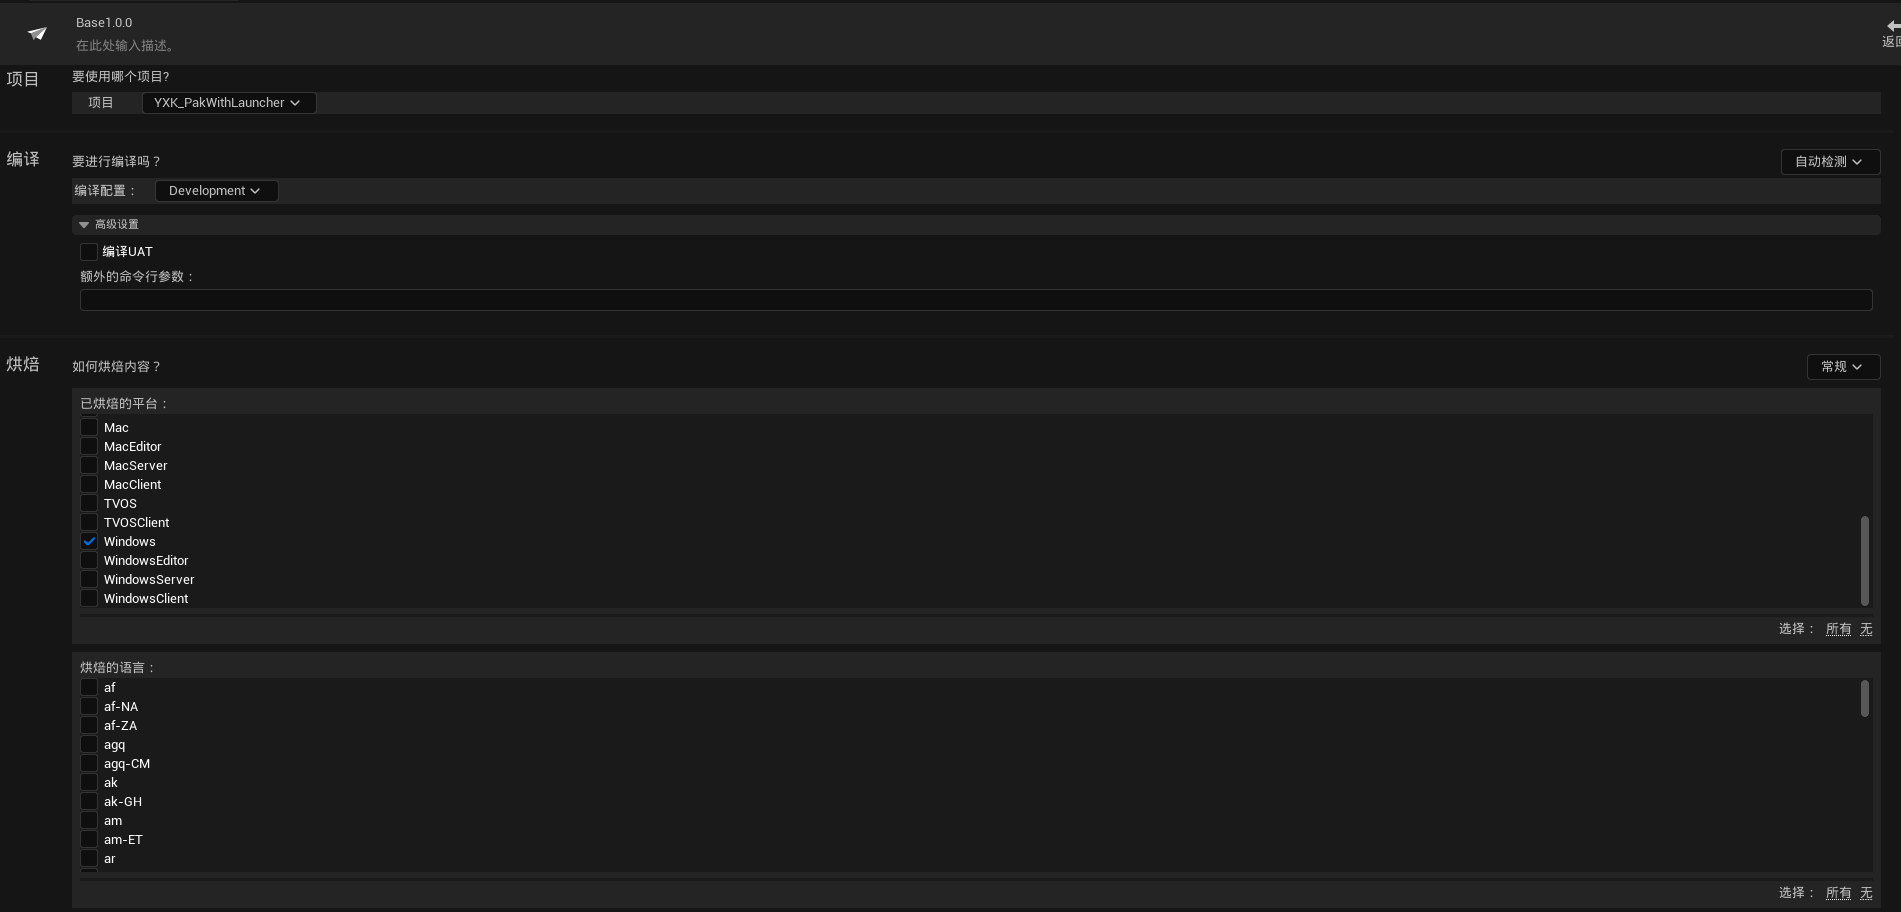 Base1.0.0
在此处输入描述。
项目
要使用哪个项目?
项目 YXK_PakWithLauncher
编译
要进行编译吗？ 自动检测
编译配置： Development
高级设置
编译UAT
额外的命令行参数：
烘焙
如何烘焙内容？ 常规
已烘焙的平台：
Mac
MacEditor
MacServer
MacClient
TVOS
TVOSClient
Windows
WindowsEditor
WindowsServer
WindowsClient
选择： 所有 无
烘焙的语言：
af
af-NA
af-ZA
agq
agq-CM
ak
ak-GH
am
am-ET
ar
选择： 所有 无